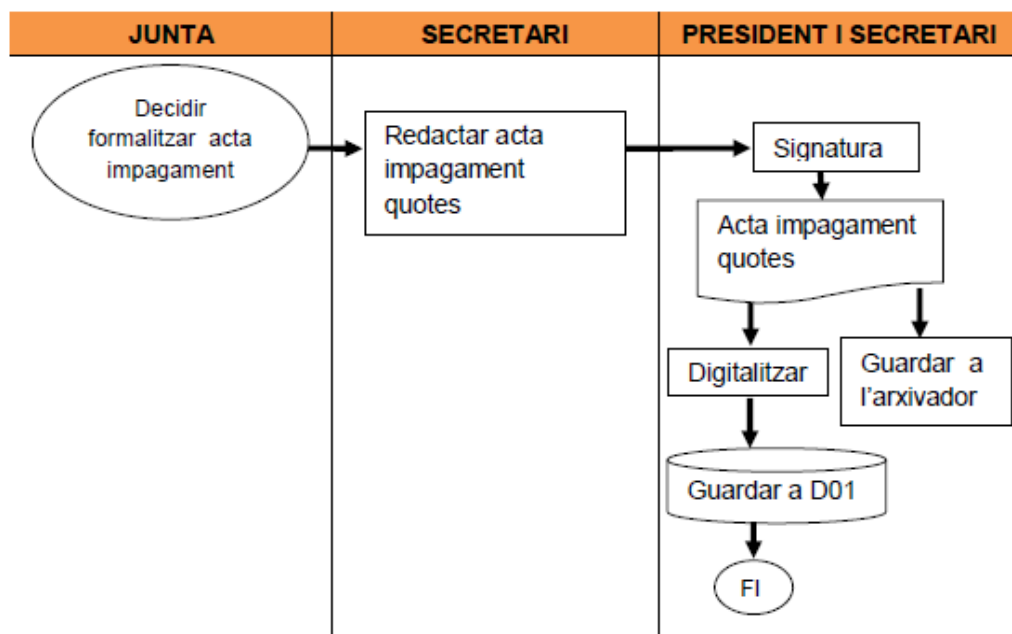 JUNTA
SECRETARI
PRESIDENT I SECRETARI
Decidir
formalitzar acta
impagament
Redactar acta
impagament
quotes
Signatura
Acta impagament
quotes
Digitalitzar
Guardar a
l'arxivador
Guardar a D01
FI